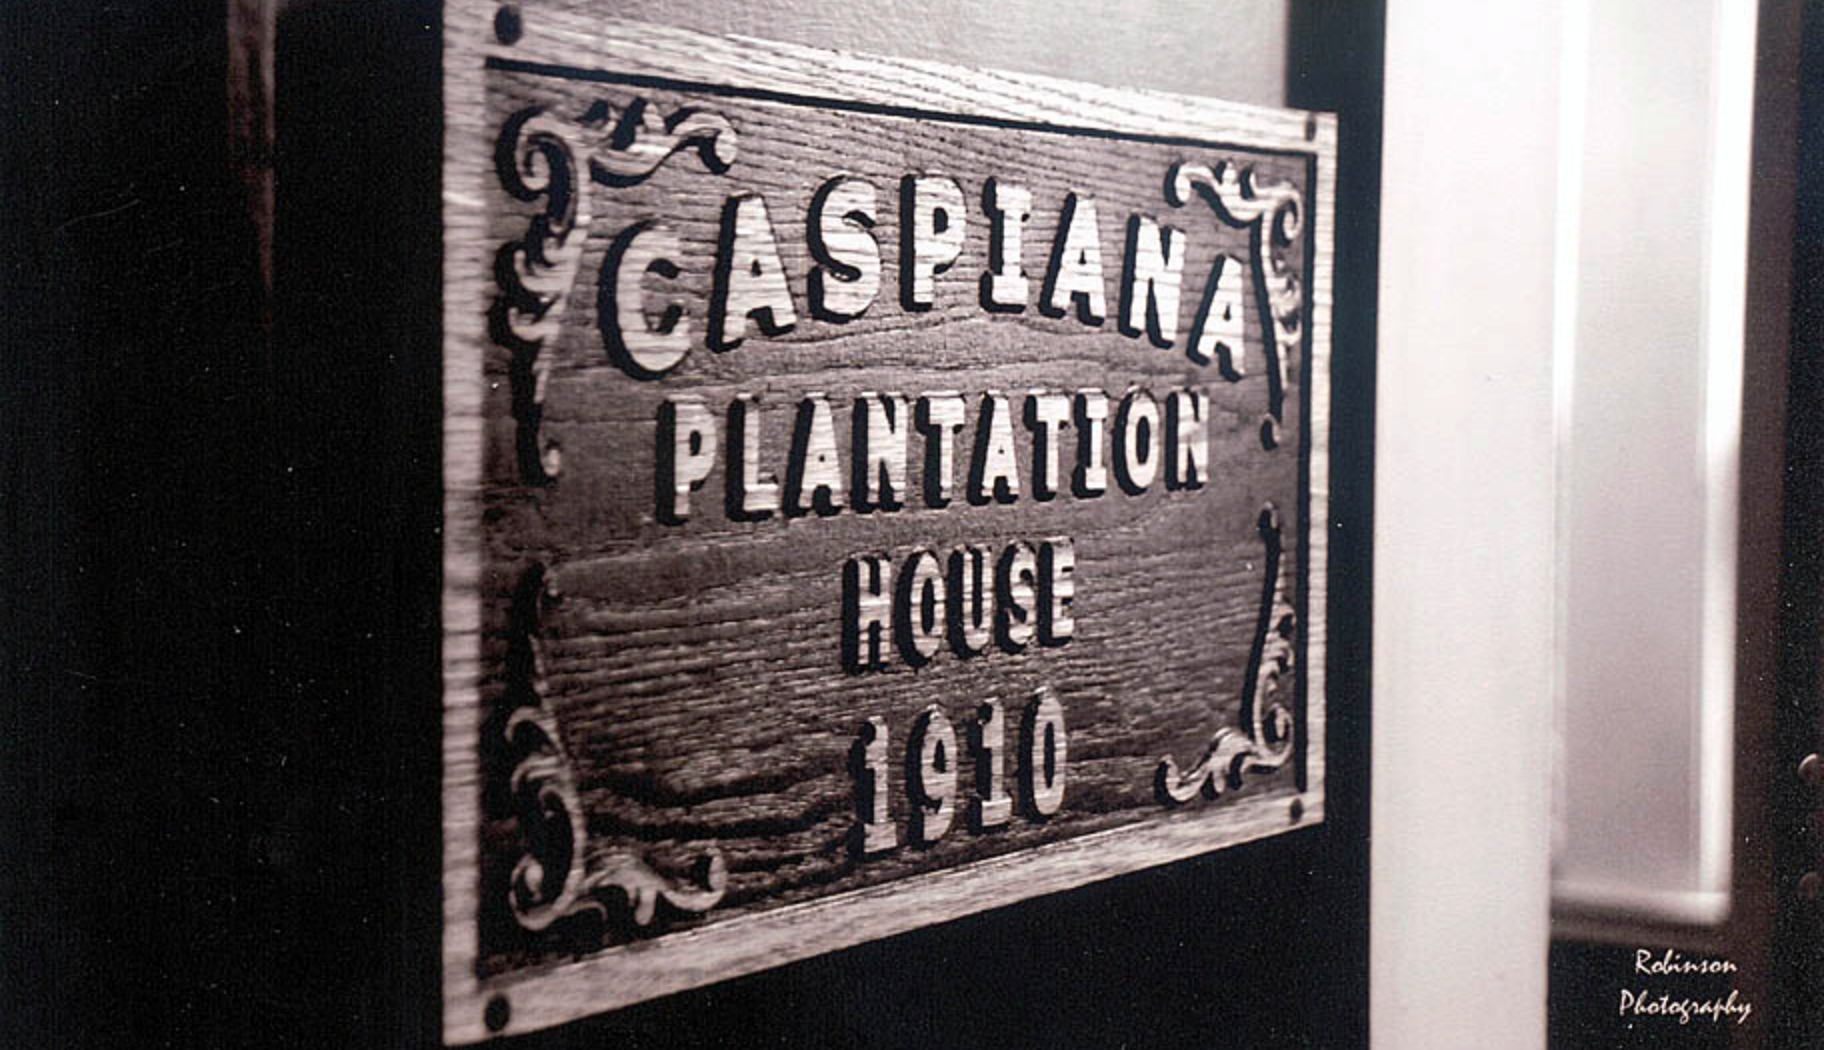 CASPIANA
PLANTATION
HOUSE
1910
Robinson
Photography